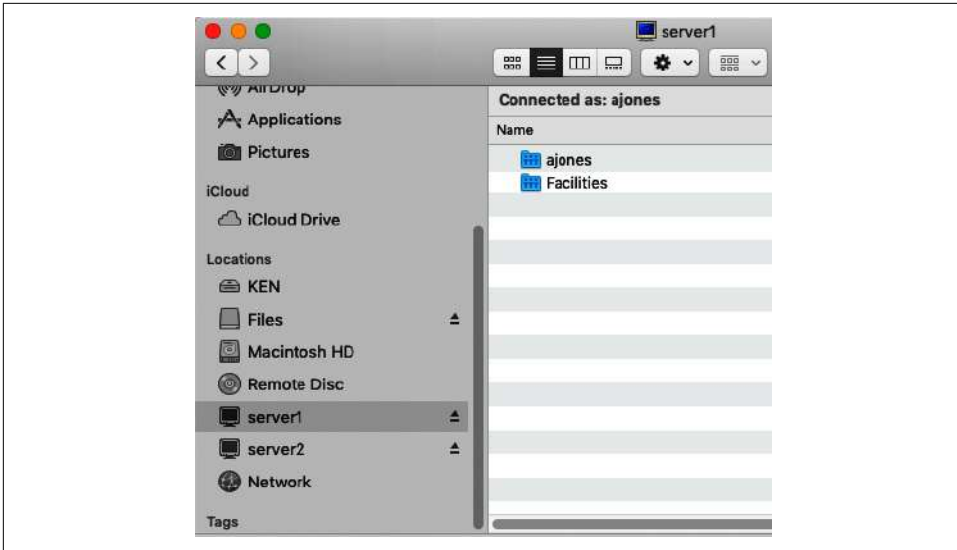 server1
AirDrop
Applications
Pictures
iCloud
iCloud Drive
Locations
KEN
Files
Macintosh HD
Remote Disc
server1
server2
Network
Tags
Connected as: ajones
Name
ajones
Facilities